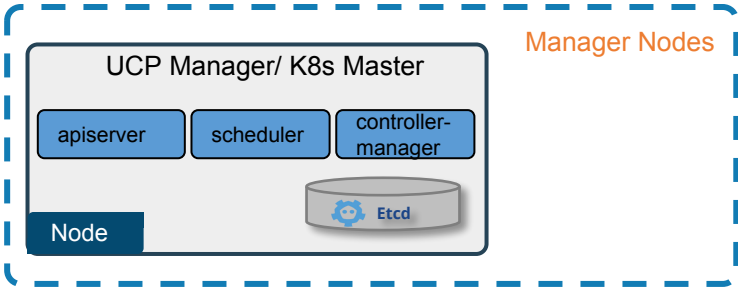 Manager Nodes
UCP Manager/ K8s Master
apiserver
scheduler
controller-
manager
Etcd
Node